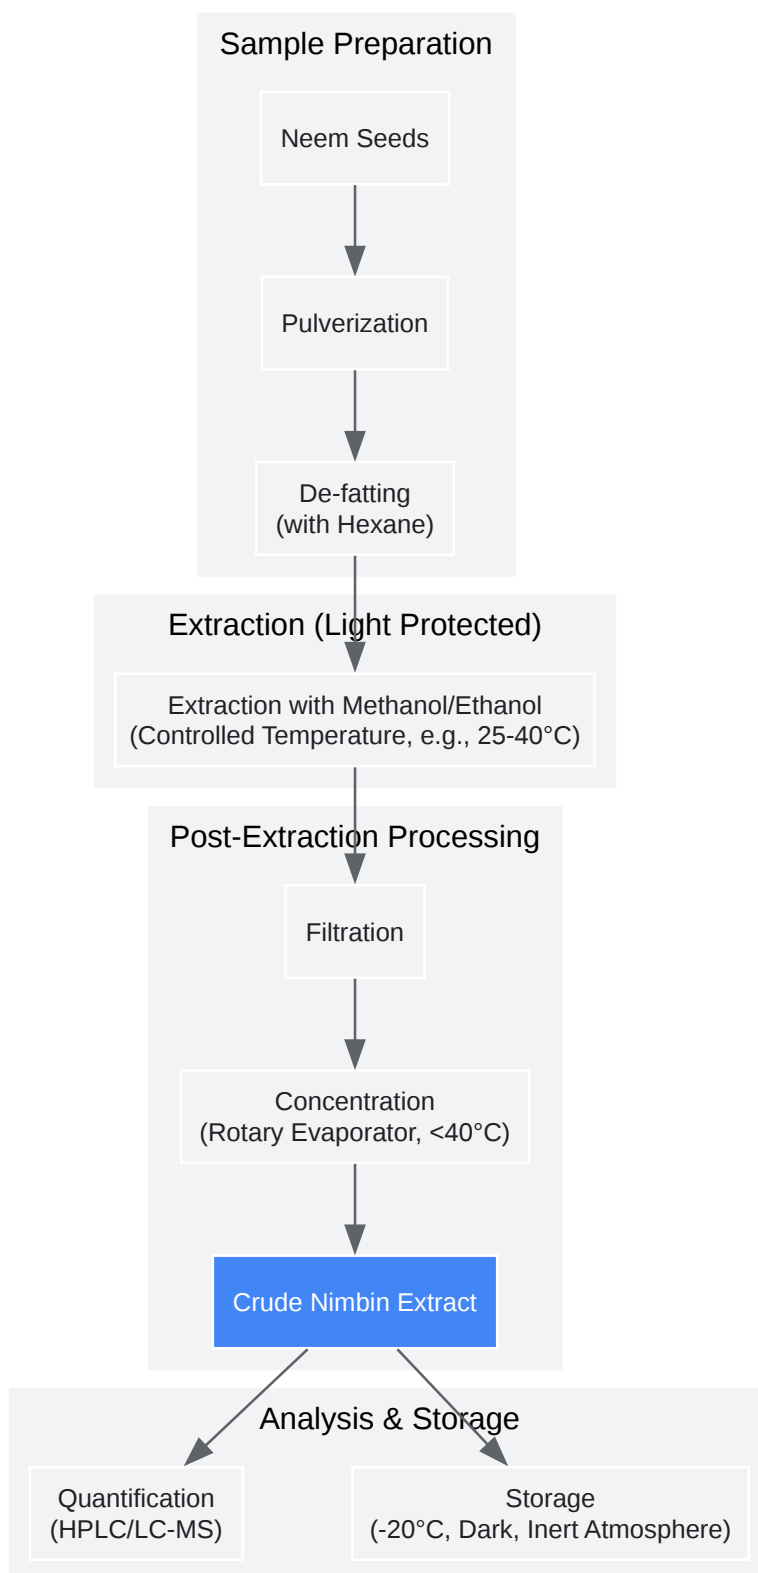 Sample Preparation
Neem Seeds
Pulverization
De-fatting
(with Hexane)
Extraction (Light Protected)
Extraction with Methanol/Ethanol
(Controlled Temperature, e.g., 25-40°C)
Post-Extraction Processing
Filtration
Concentration
(Rotary Evaporator, <40°C)
Crude Nimbin Extract
Analysis & Storage
Quantification
(HPLC/LC-MS)
Storage
(-20°C, Dark, Inert Atmosphere)